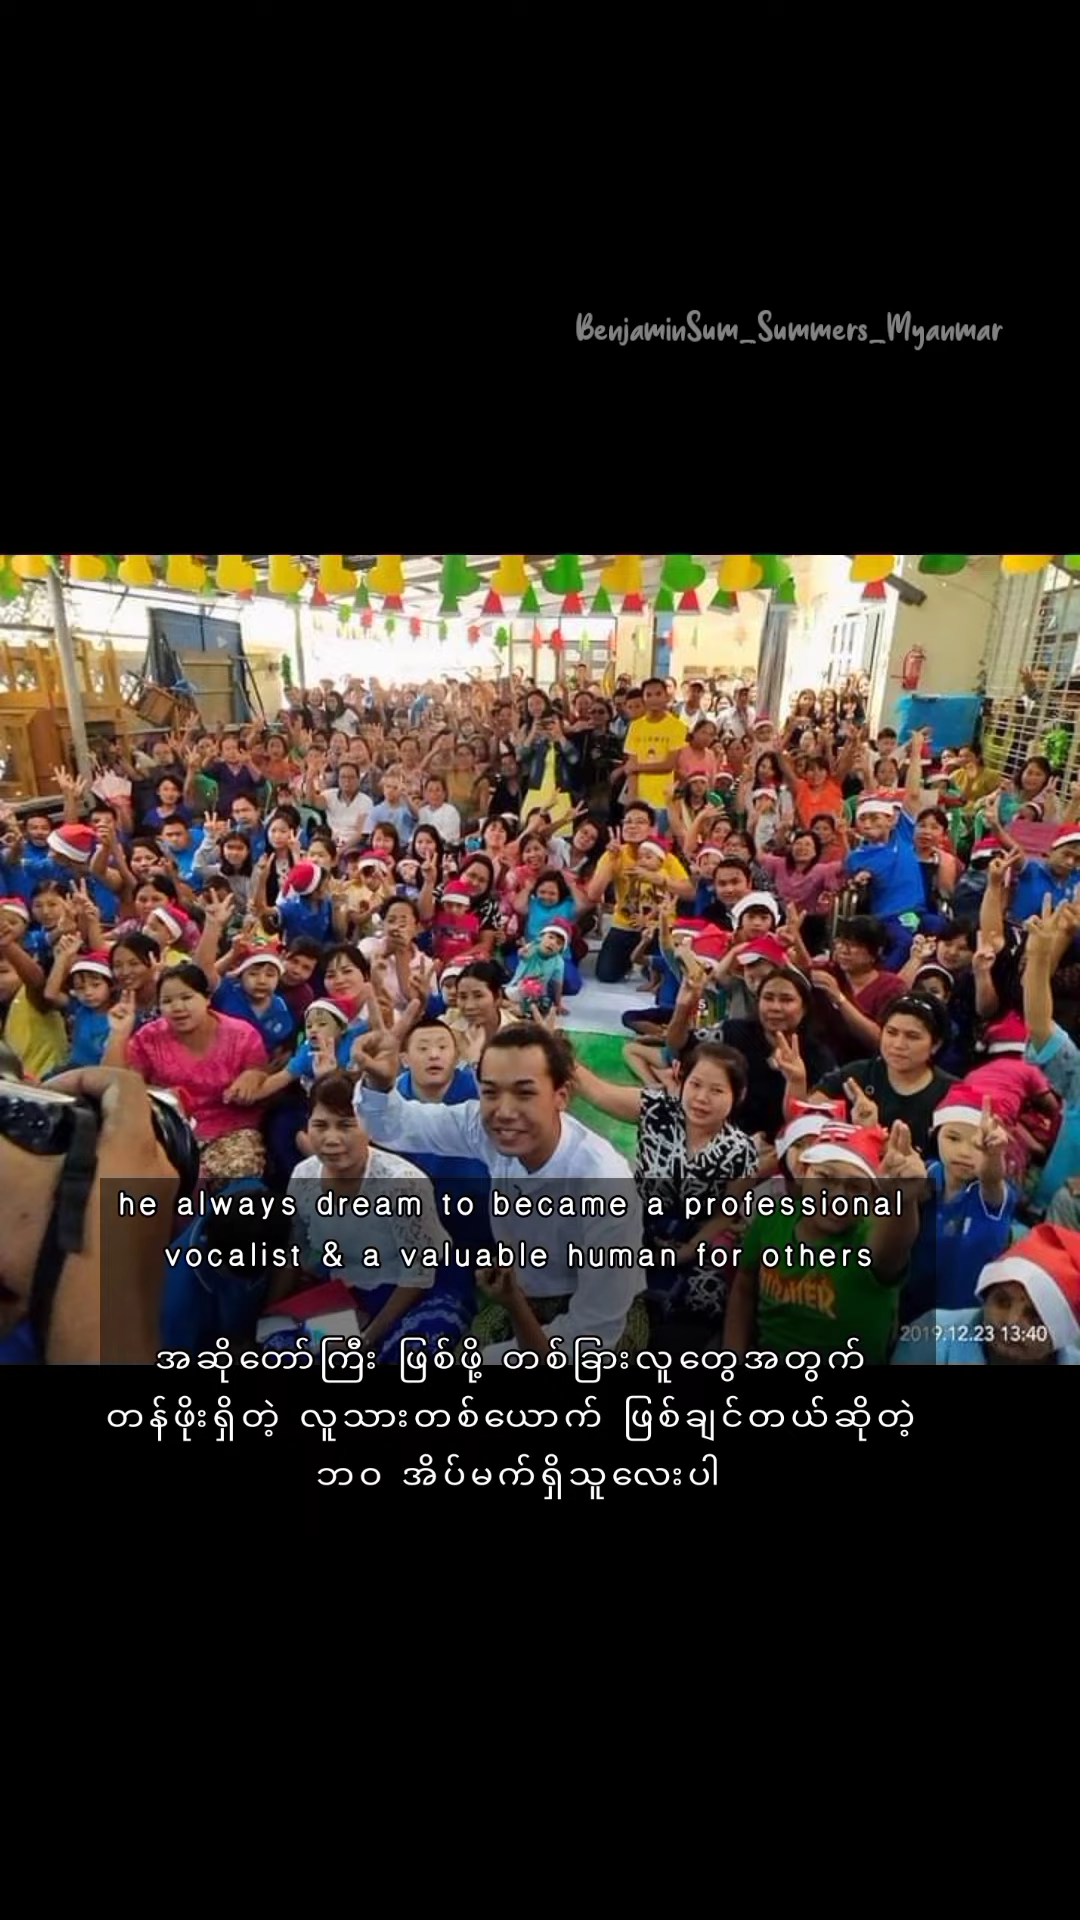 BenjaminSum_Summers_Myanmar
he always dream to became a professional
vocalist & a valuable human for others
THRASHER
2019.12.23 13:40
အဆိုတော်ကြီး ဖြစ်ဖို့ တစ်ခြားလူတွေအတွက်
တန်ဖိုးရှိတဲ့ လူသားတစ်ယောက် ဖြစ်ချင်တယ်ဆိုတဲ့
ဘဝ အိပ်မက်ရှိသူလေးပါ